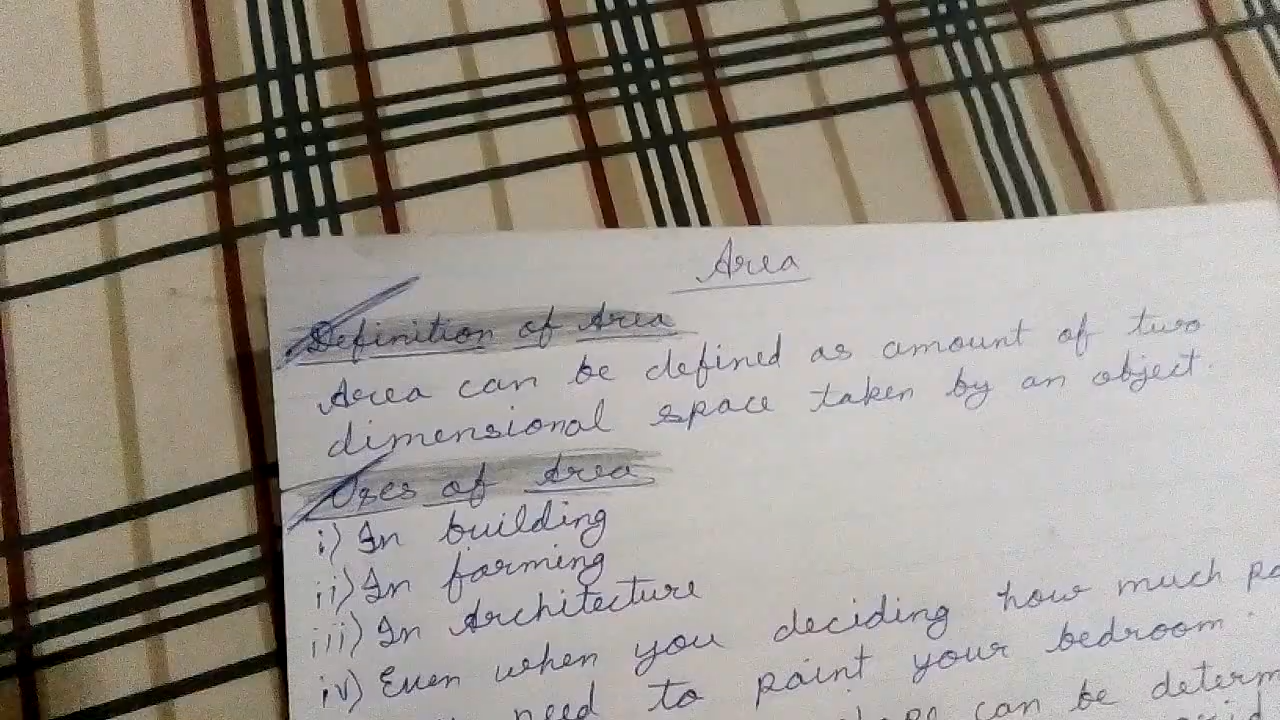 Area
Definition of Area
Area can be defined as amount of two
dimensional space taken by an object.
Uses of Area
i) In building
ii) In farming
iii) In Architecture
iv) Even when you deciding how much
need to paint your bedroom.
can be